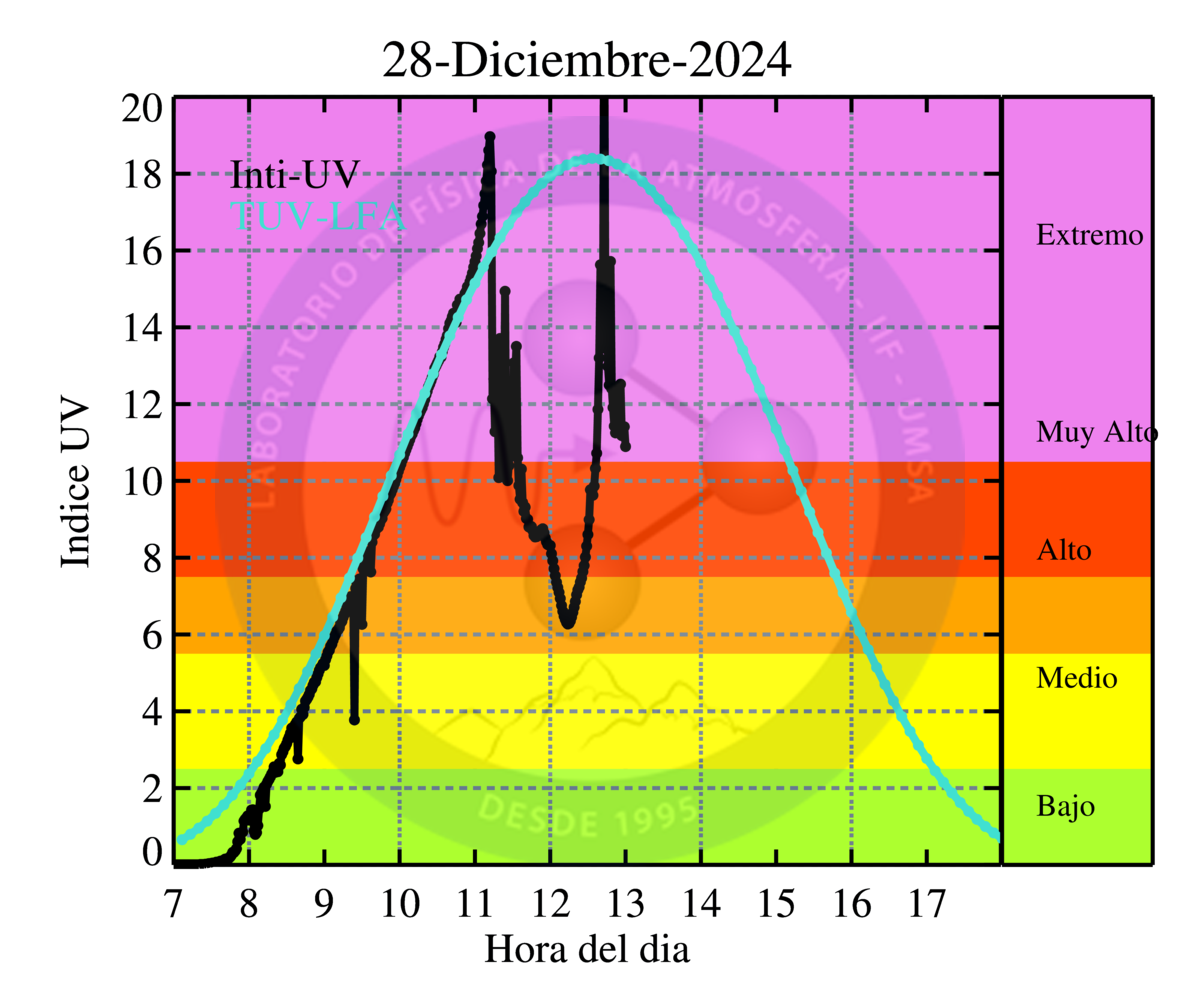 28-Diciembre-2024
20
18
16
14
12
10
8
6
4
2
0
Indice UV
Inti-UV
TUV-LFA
LABORATORIO DE FÍSICA DE LA ATMÓSFERA - IIF - UMSA
DESDE 1995
Extremo
Muy Alto
Alto
Medio
Bajo
7 8 9 10 11 12 13 14 15 16 17
Hora del dia